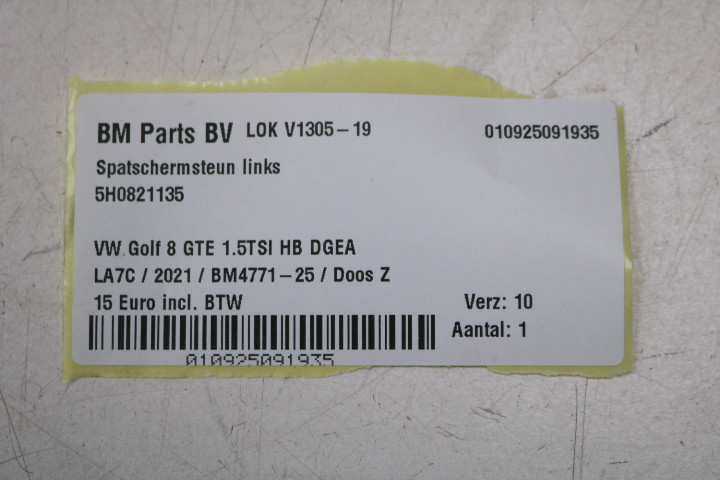 BM Parts BV LOK V1305-19 010925091935
Spatschermsteun links
5H0821135
VW Golf 8 GTE 1.5TSI HB DGEA
LA7C / 2021 / BM4771-25 / Doos Z
15 Euro incl. BTW Verz: 10
Aantal: 1
010925091935